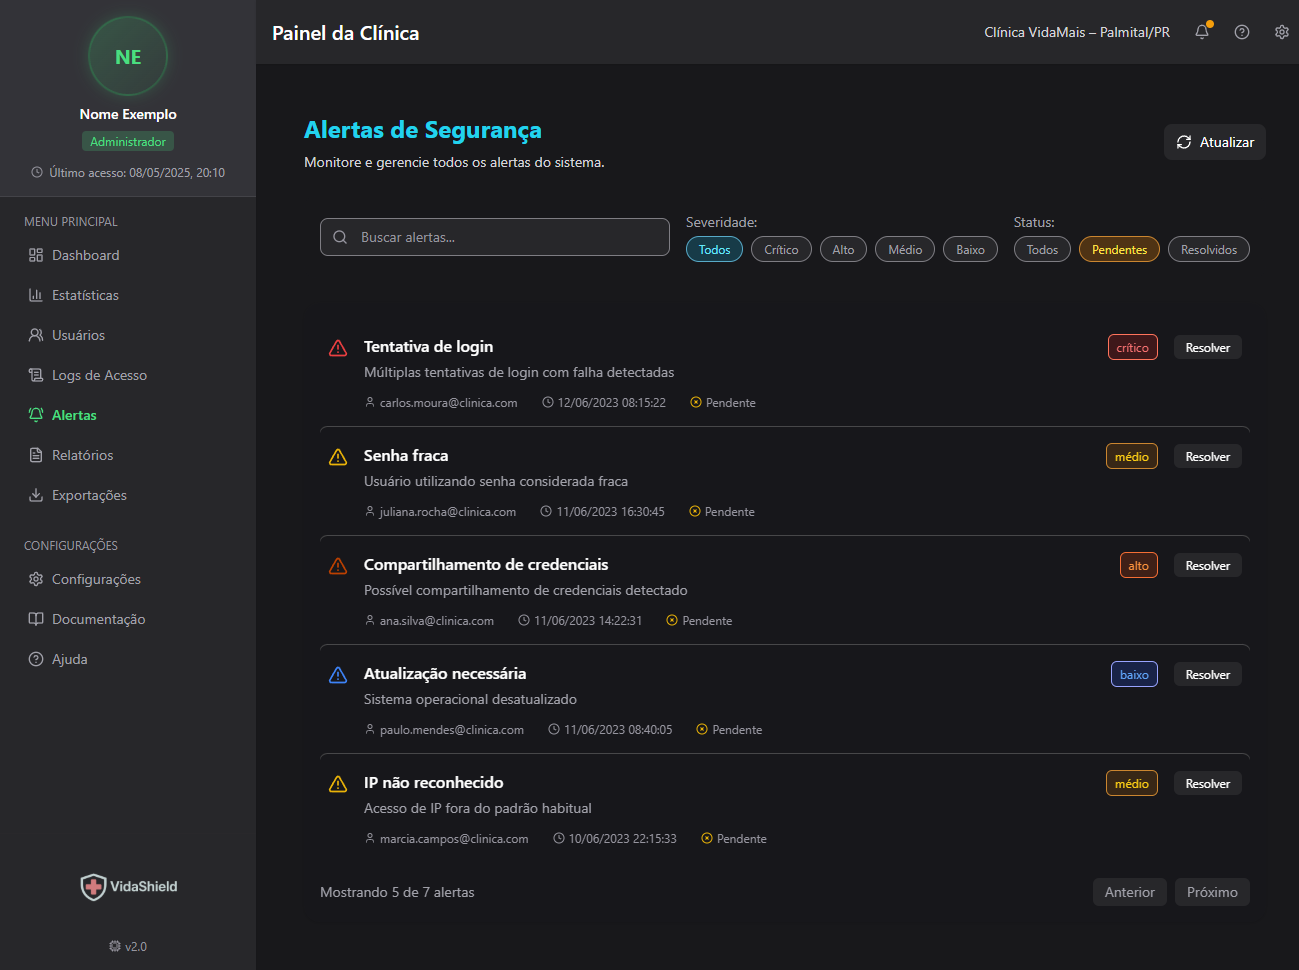 NE
Nome Exemplo
Administrador
Último acesso: 08/05/2025, 20:10
MENU PRINCIPAL
Dashboard
Estatísticas
Usuários
Logs de Acesso
Alertas
Relatórios
Exportações
CONFIGURAÇÕES
Configurações
Documentação
Ajuda
VidaShield
v2.0
Painel da Clínica
Clínica VidaMais – Palmital/PR
Alertas de Segurança
Monitore e gerencie todos os alertas do sistema.
Atualizar
Buscar alertas...
Severidade:
Todos Crítico Alto Médio Baixo
Status:
Todos Pendentes Resolvidos
Tentativa de login
Múltiplas tentativas de login com falha detectadas
carlos.moura@clinica.com 12/06/2023 08:15:22 Pendente
crítico Resolver
Senha fraca
Usuário utilizando senha considerada fraca
juliana.rocha@clinica.com 11/06/2023 16:30:45 Pendente
médio Resolver
Compartilhamento de credenciais
Possível compartilhamento de credenciais detectado
ana.silva@clinica.com 11/06/2023 14:22:31 Pendente
alto Resolver
Atualização necessária
Sistema operacional desatualizado
paulo.mendes@clinica.com 11/06/2023 08:40:05 Pendente
baixo Resolver
IP não reconhecido
Acesso de IP fora do padrão habitual
marcia.campos@clinica.com 10/06/2023 22:15:33 Pendente
médio Resolver
Mostrando 5 de 7 alertas
Anterior Próximo